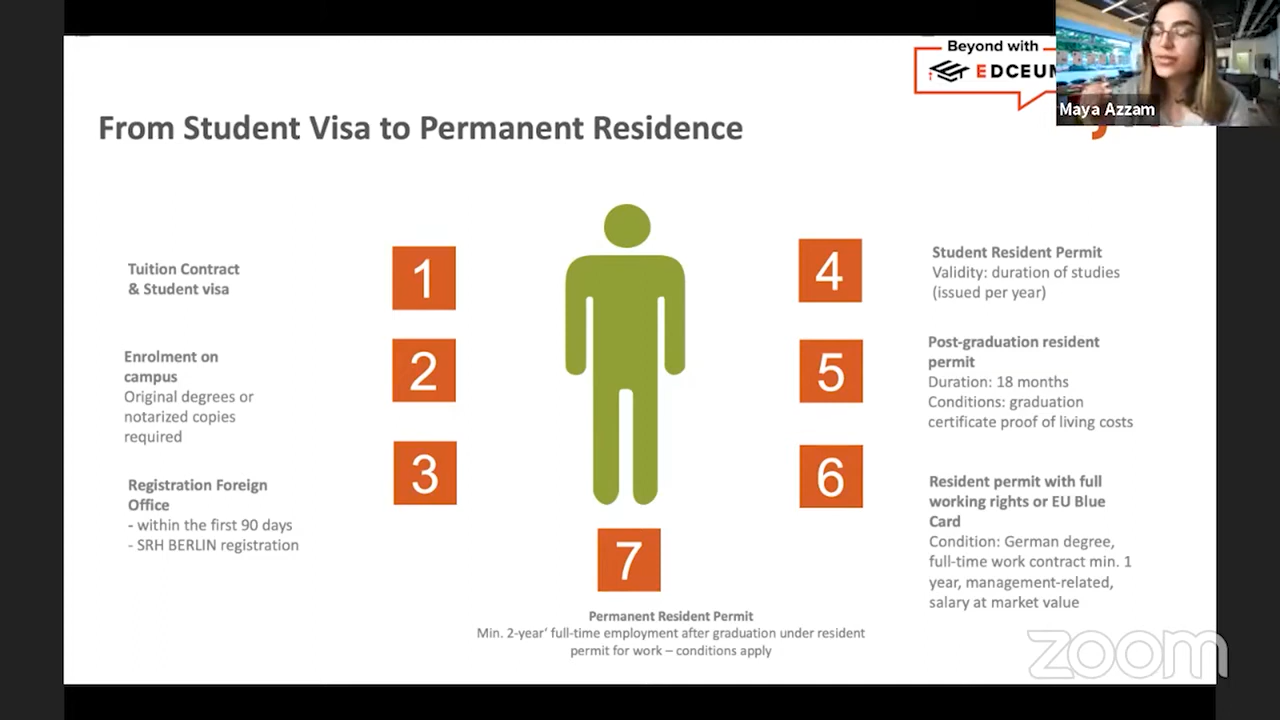 Beyond with
EDCEUM
Maya Azzam
From Student Visa to Permanent Residence
1
Tuition Contract
& Student visa
2
Enrolment on
campus
Original degrees or
notarized copies
required
3
Registration Foreign
Office
- within the first 90 days
- SRH BERLIN registration
4
Student Resident Permit
Validity: duration of studies
(issued per year)
5
Post-graduation resident
permit
Duration: 18 months
Conditions: graduation
certificate proof of living costs
6
Resident permit with full
working rights or EU Blue
Card
Condition: German degree,
full-time work contract min. 1
year, management-related,
salary at market value
7
Permanent Resident Permit
Min. 2-year‘ full-time employment after graduation under resident
permit for work – conditions apply
zoom